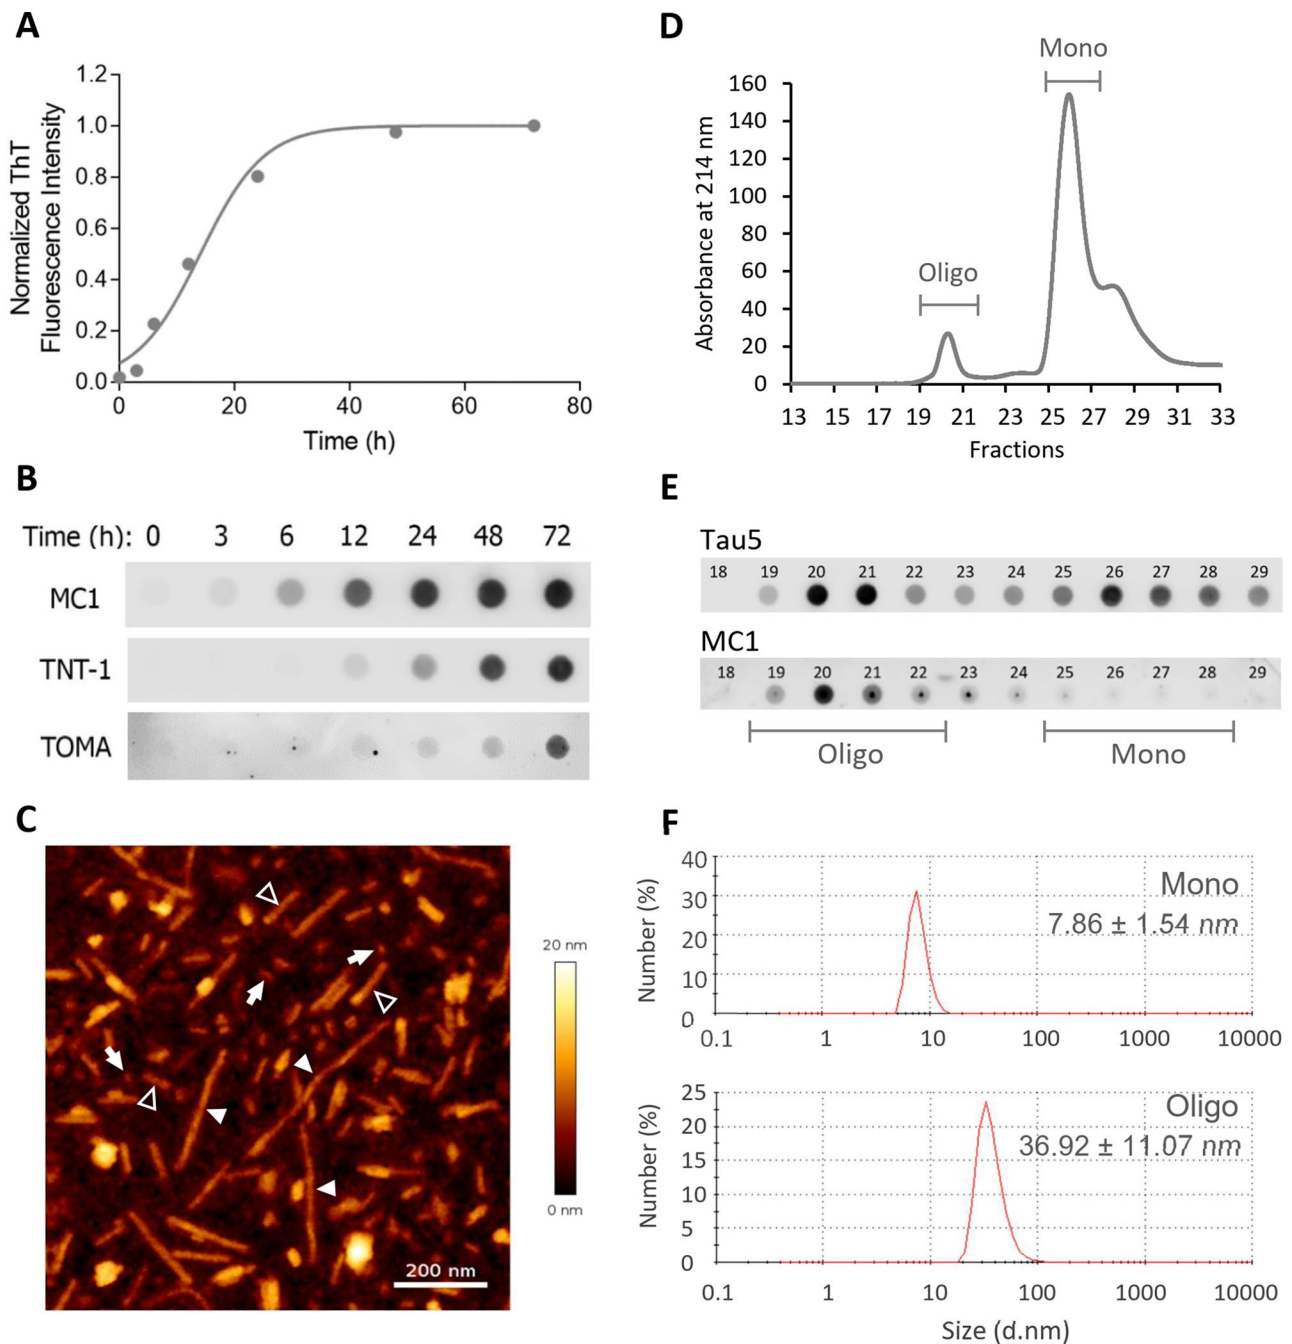 A
Normalized ThT
Fluorescence Intensity
1.2
1.0
0.8
0.6
0.4
0.2
0.0
0 20 40 60 80
Time (h)
B
Time (h): 0 3 6 12 24 48 72
MC1
TNT-1
TOMA
C
20 nm
0 nm
200 nm
D
Mono
Oligo
Absorbance at 214 nm
160
140
120
100
80
60
40
20
0
13 15 17 19 21 23 25 27 29 31 33
Fractions
E
Tau5
18 19 20 21 22 23 24 25 26 27 28 29
MC1
18 19 20 21 22 23 24 25 26 27 28 29
Oligo Mono
F
Number (%)
40
30
20
10
0
Mono
7.86 ± 1.54 nm
0.1 1 10 100 1000 10000
Number (%)
25
20
15
10
5
0
Oligo
36.92 ± 11.07 nm
0.1 1 10 100 1000 10000
Size (d.nm)